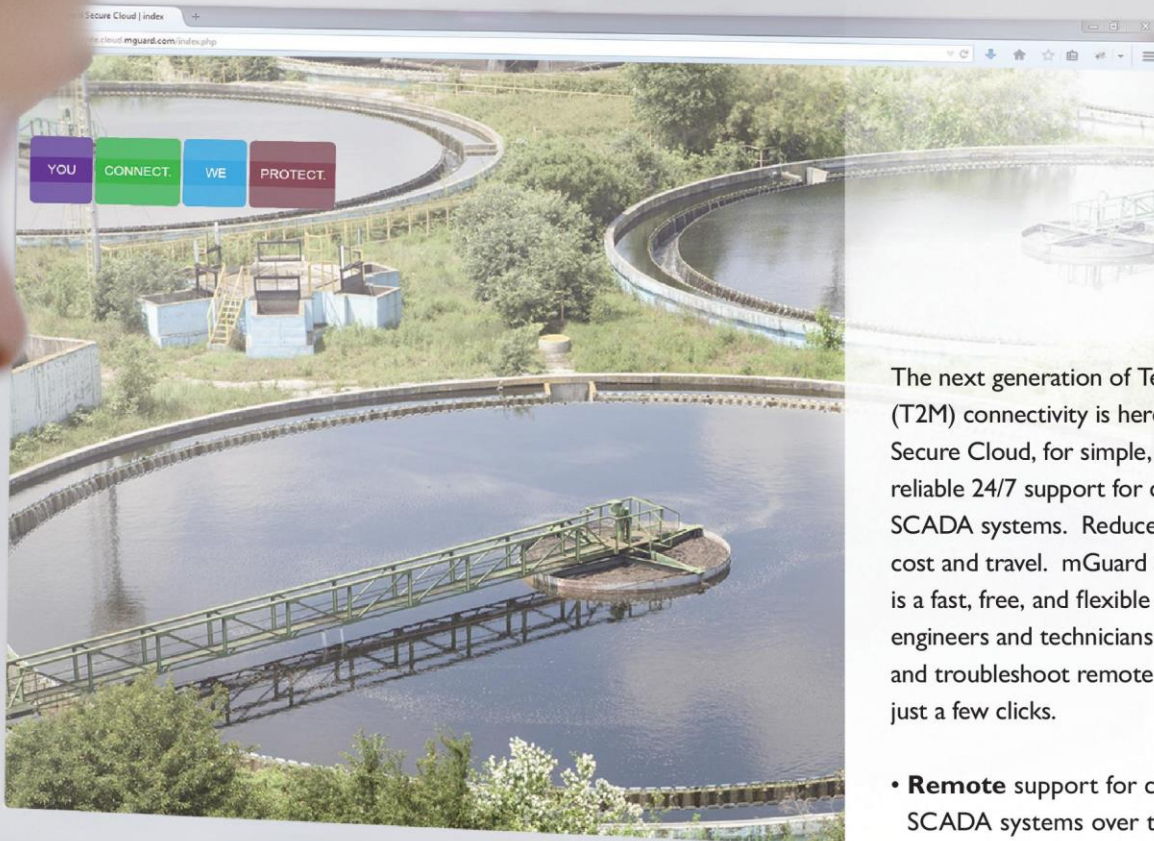 Secure Cloud | index
.cloud.mguard.com/index.php
YOU CONNECT. WE PROTECT.
The next generation of Te
(T2M) connectivity is her
Secure Cloud, for simple,
reliable 24/7 support for
SCADA systems. Reduce
cost and travel. mGuard
is a fast, free, and flexible
engineers and technicians
and troubleshoot remote
just a few clicks.
• Remote support for
SCADA systems over